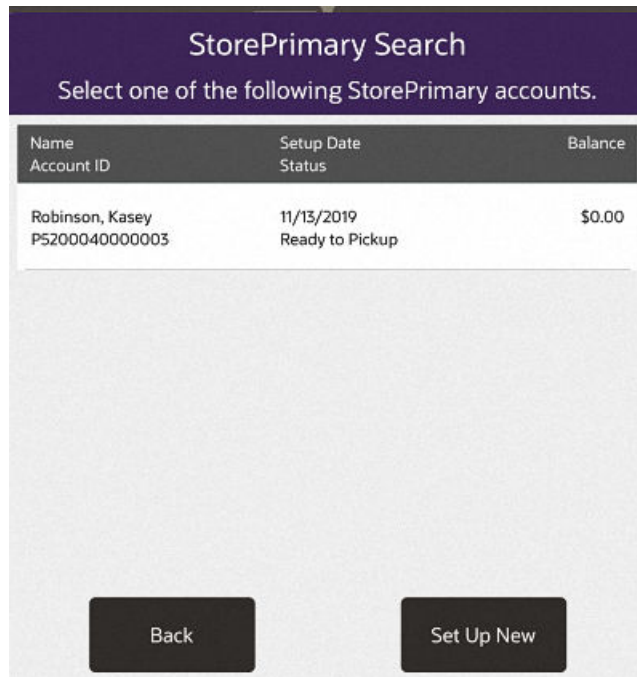 StorePrimary Search
Select one of the following StorePrimary accounts.
Name Setup Date Balance
Account ID Status
Robinson, Kasey 11/13/2019 $0.00
P5200040000003 Ready to Pickup
Back Set Up New